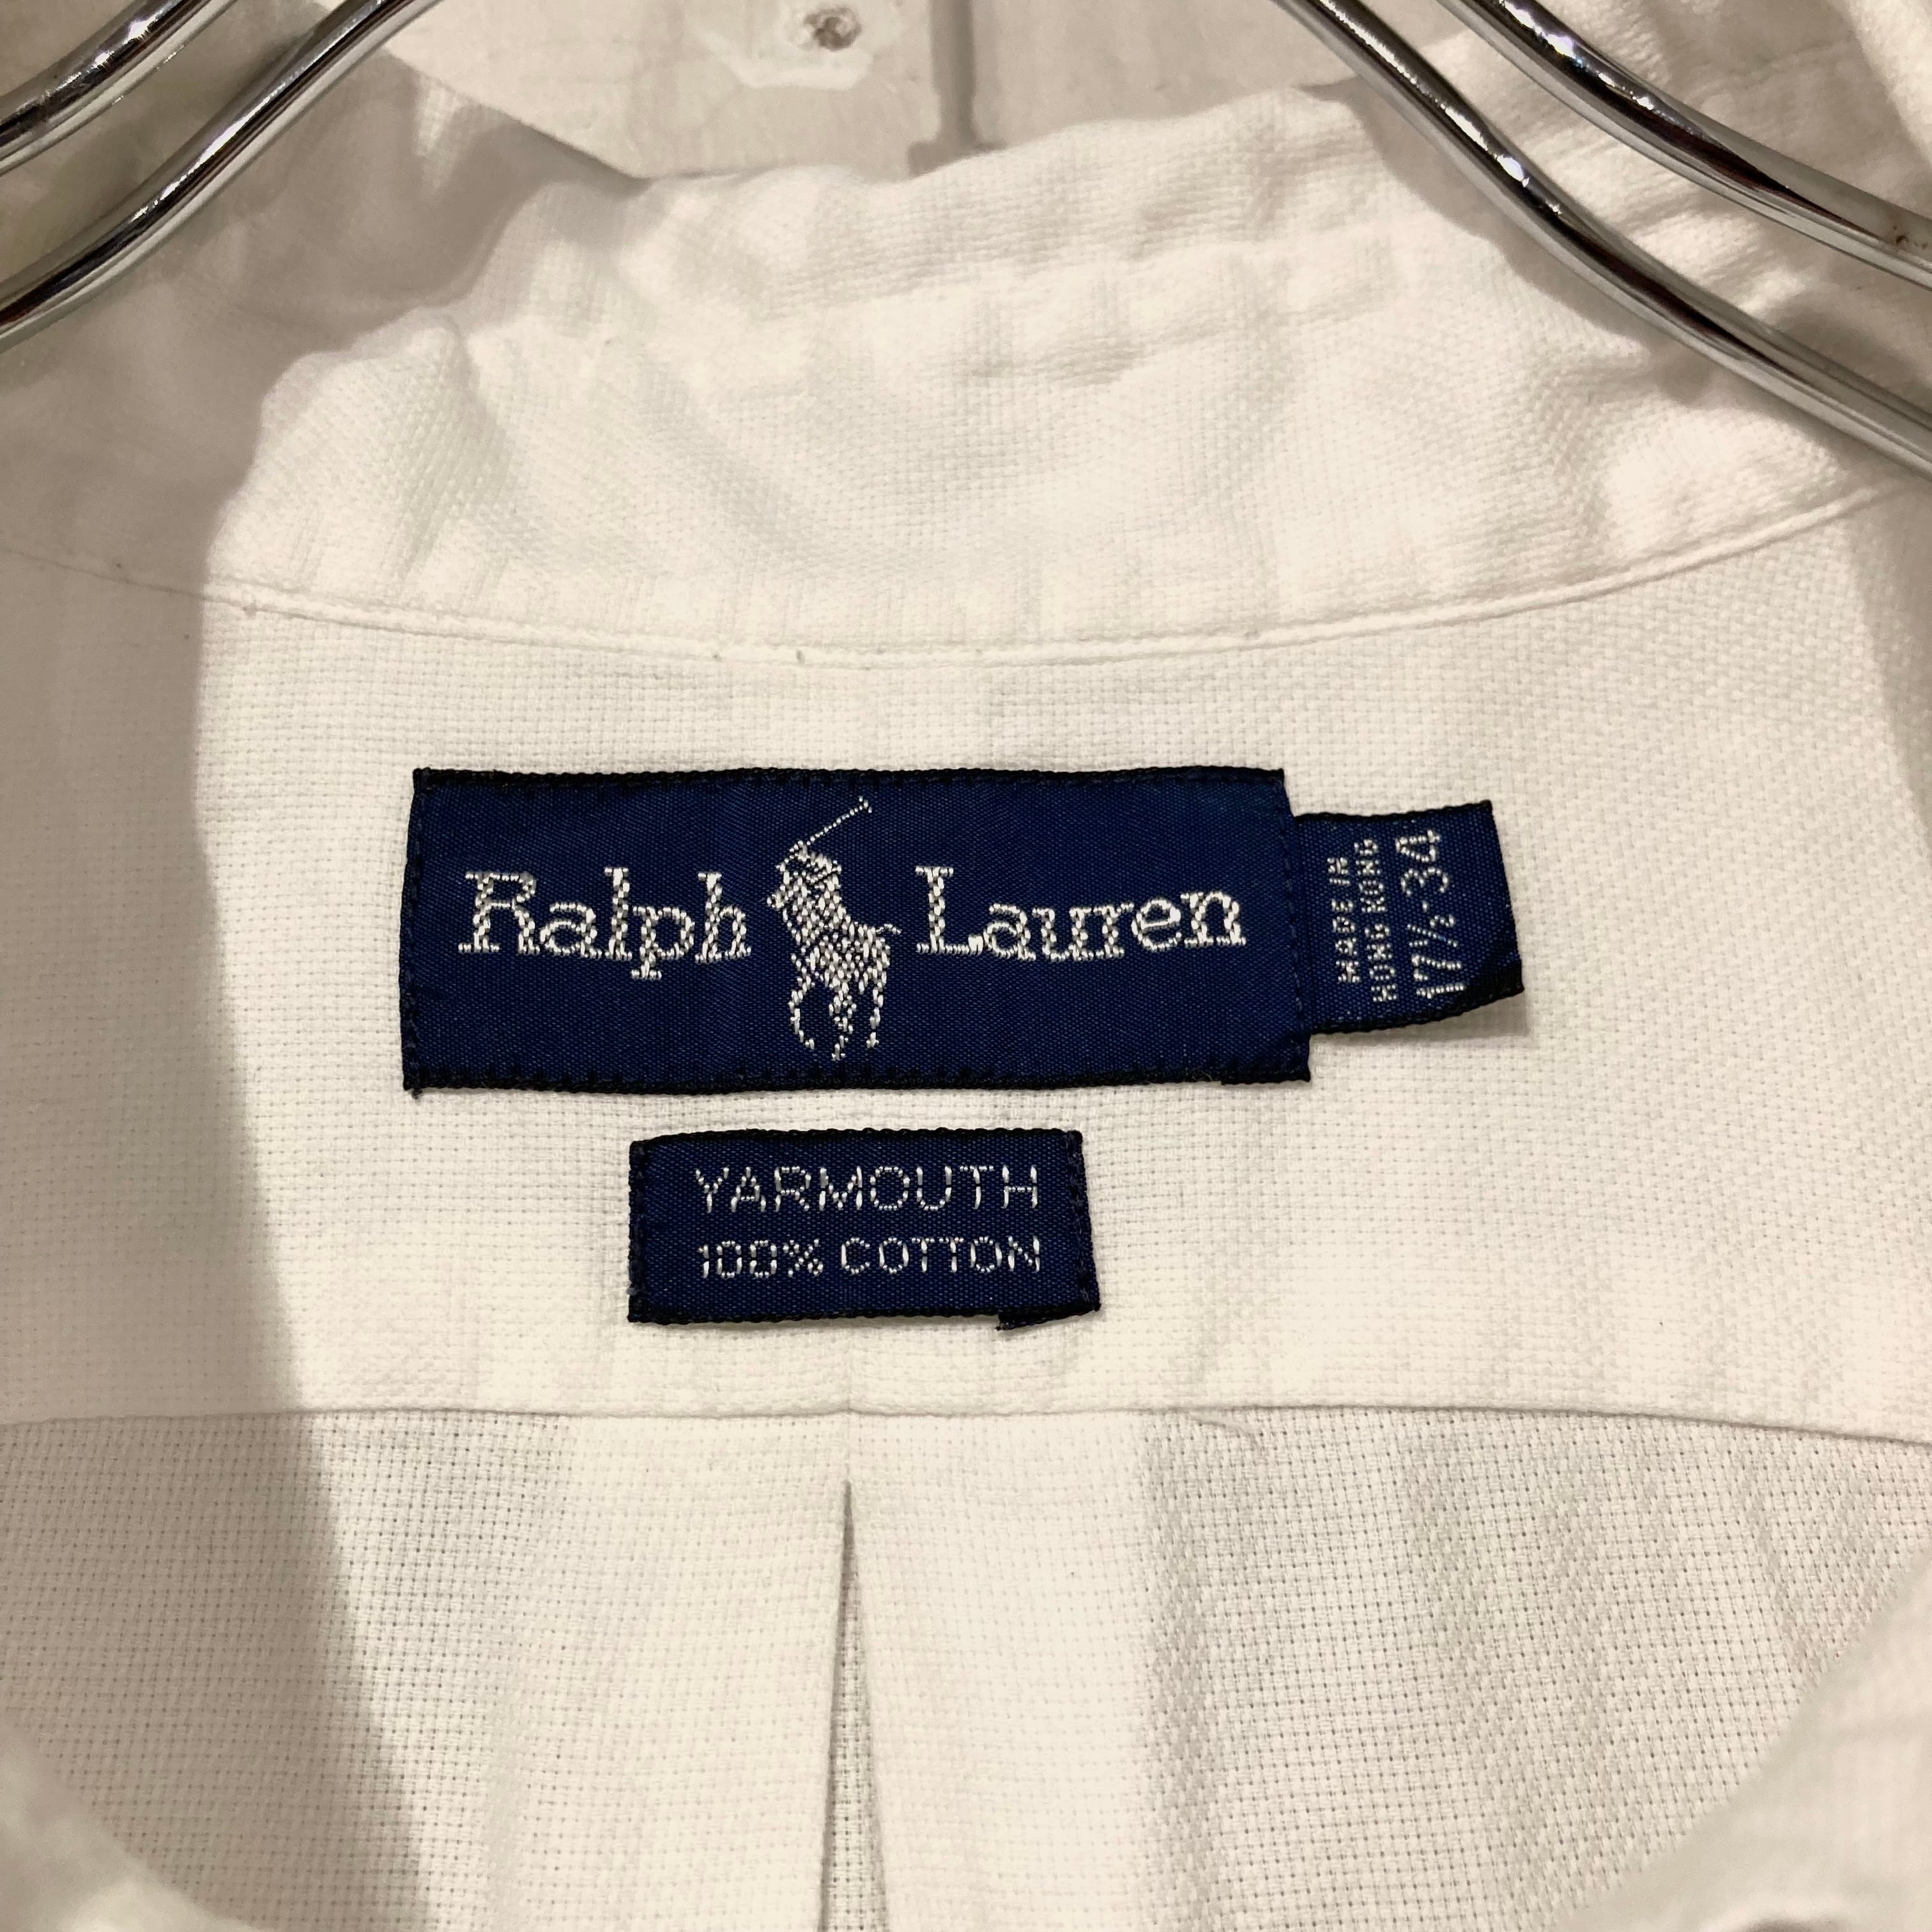 Ralph Lauren
MADE IN
HONG KONG
17½-34
YARMOUTH
100% COTTON